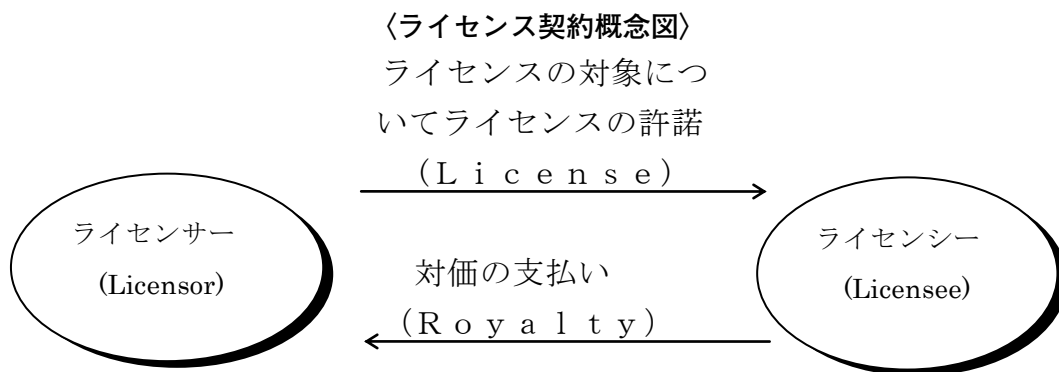 〈ライセンス契約概念図〉
ライセンスの対象につ
いてライセンスの許諾
(License)
ライセンサー
(Licensor)
対価の支払い
(Royalty)
ライセンシー
(Licensee)